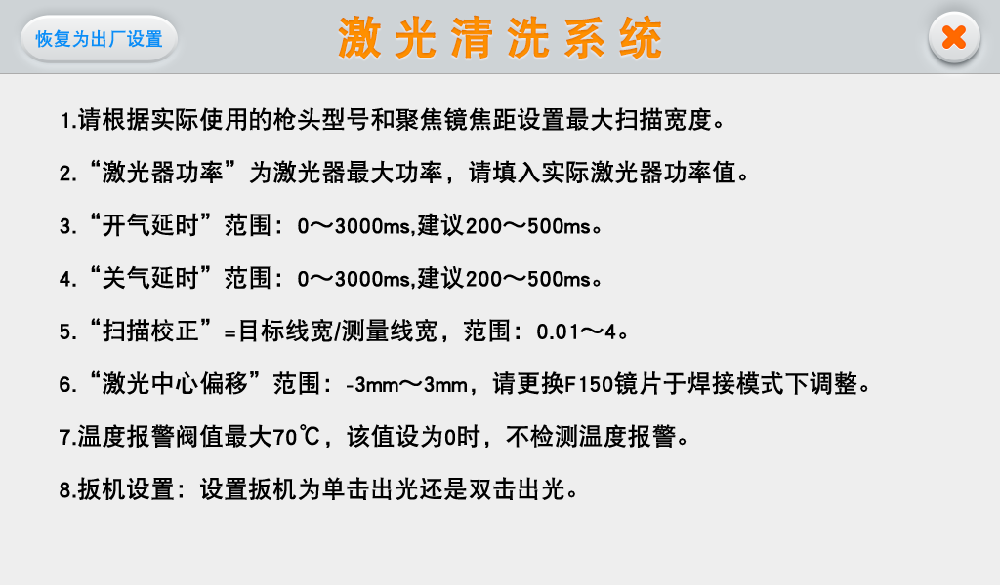 恢复为出厂设置
激光清洗系统
1.请根据实际使用的枪头型号和聚焦镜焦距设置最大扫描宽度。
2.“激光器功率”为激光器最大功率，请填入实际激光器功率值。
3.“开气延时”范围：0～3000ms,建议200～500ms。
4.“关气延时”范围：0～3000ms,建议200～500ms。
5.“扫描校正”=目标线宽/测量线宽，范围：0.01～4。
6.“激光中心偏移”范围：-3mm～3mm，请更换F150镜片于焊接模式下调整。
7.温度报警阀值最大70℃，该值设为0时，不检测温度报警。
8.扳机设置：设置扳机为单击出光还是双击出光。